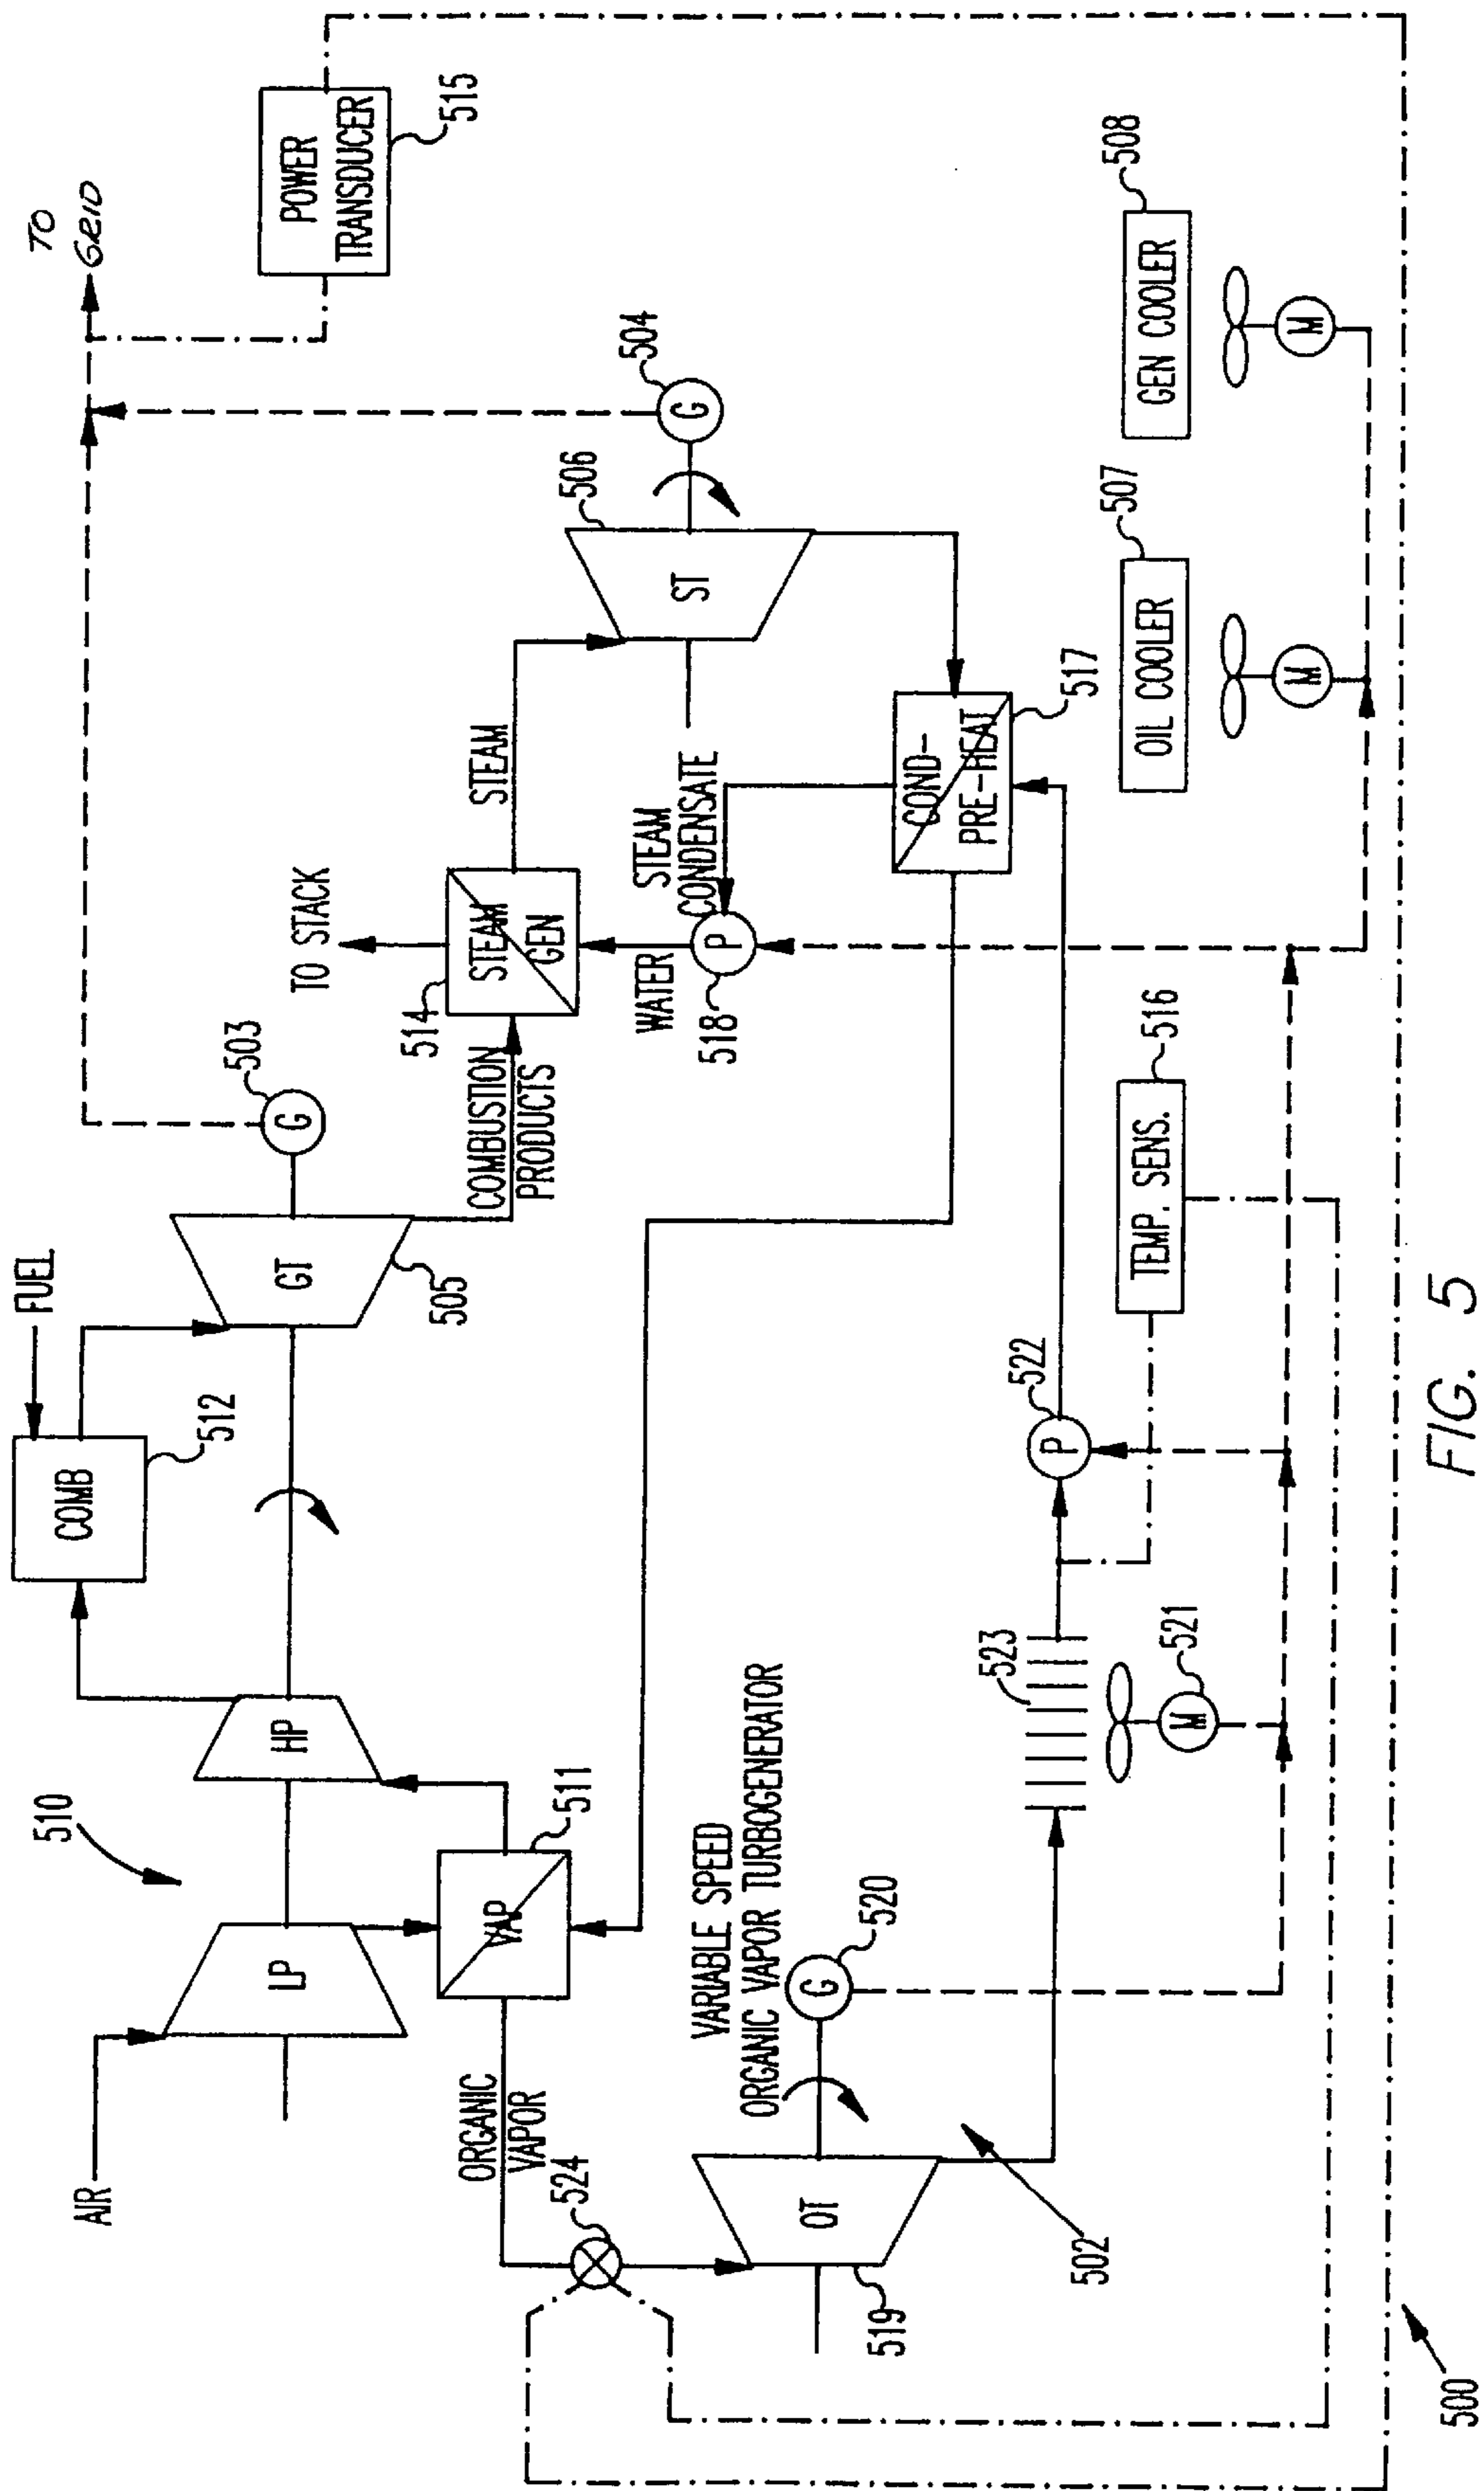 TO
GRID
POWER
TRANSDUCER
515
FUEL
COMB
512
GT
505
G
503
TO STACK
COMBUSTION
PRODUCTS
514
STEAM
GEN
STEAM
ST
506
G
504
WATER
STEAM
CONDENSATE
P
518
COND-
PRE-HEAT
517
510
AIR
LP
HP
VAP
511
ORGANIC
VAPOR
524
VARIABLE SPEED
ORGANIC VAPOR TURBOGENERATOR
OT
519
G
520
502
523
M
521
P
522
TEMP. SENS.
516
OIL COOLER
507
M
GEN COOLER
508
M
500
FIG. 5